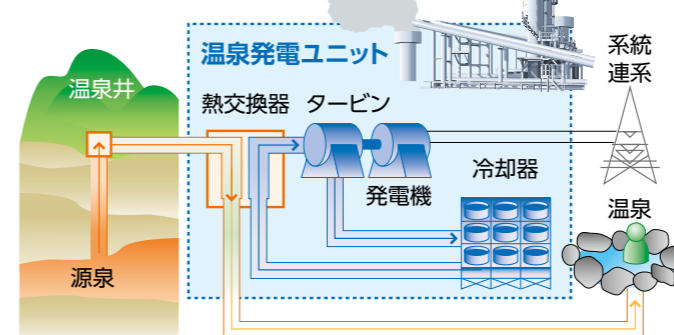 温泉発電ユニット
系統
連系
温泉井
熱交換器
タービン
発電機
冷却器
温泉
源泉